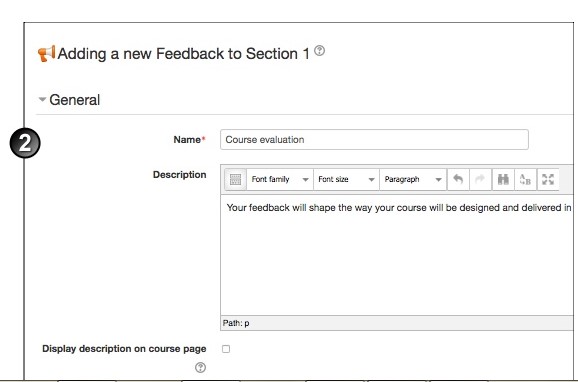 Adding a new Feedback to Section 1
General
2
Name*
Course evaluation
Description
Font family Font size Paragraph
Your feedback will shape the way your course will be designed and delivered in
Path: p
Display description on course page